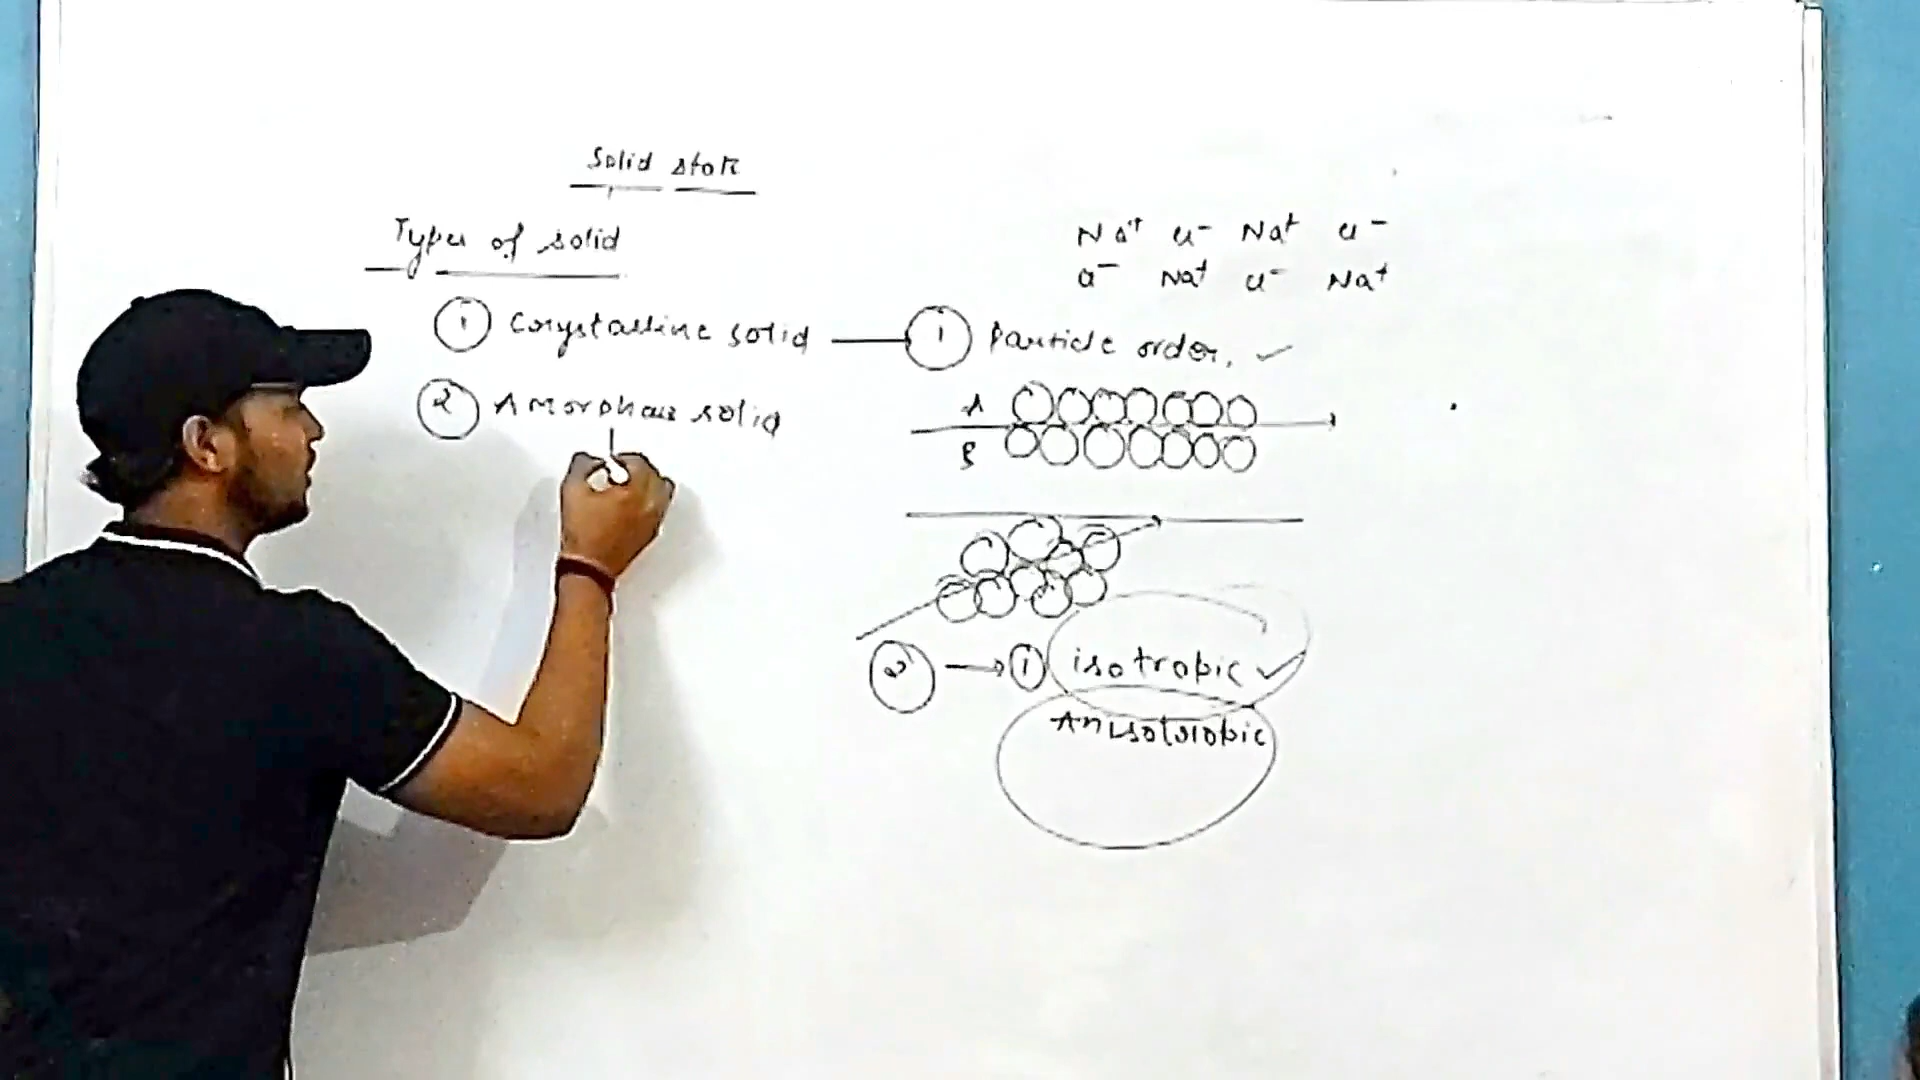 Solid state
Types of solid
① Crystalline solid
② Amorphous solid
Na⁺ Cl⁻ Na⁺ Cl⁻
Cl⁻ Na⁺ Cl⁻ Na⁺
① Particle order. ✓
A
B
② → ① isotropic ✓
Anisotropic